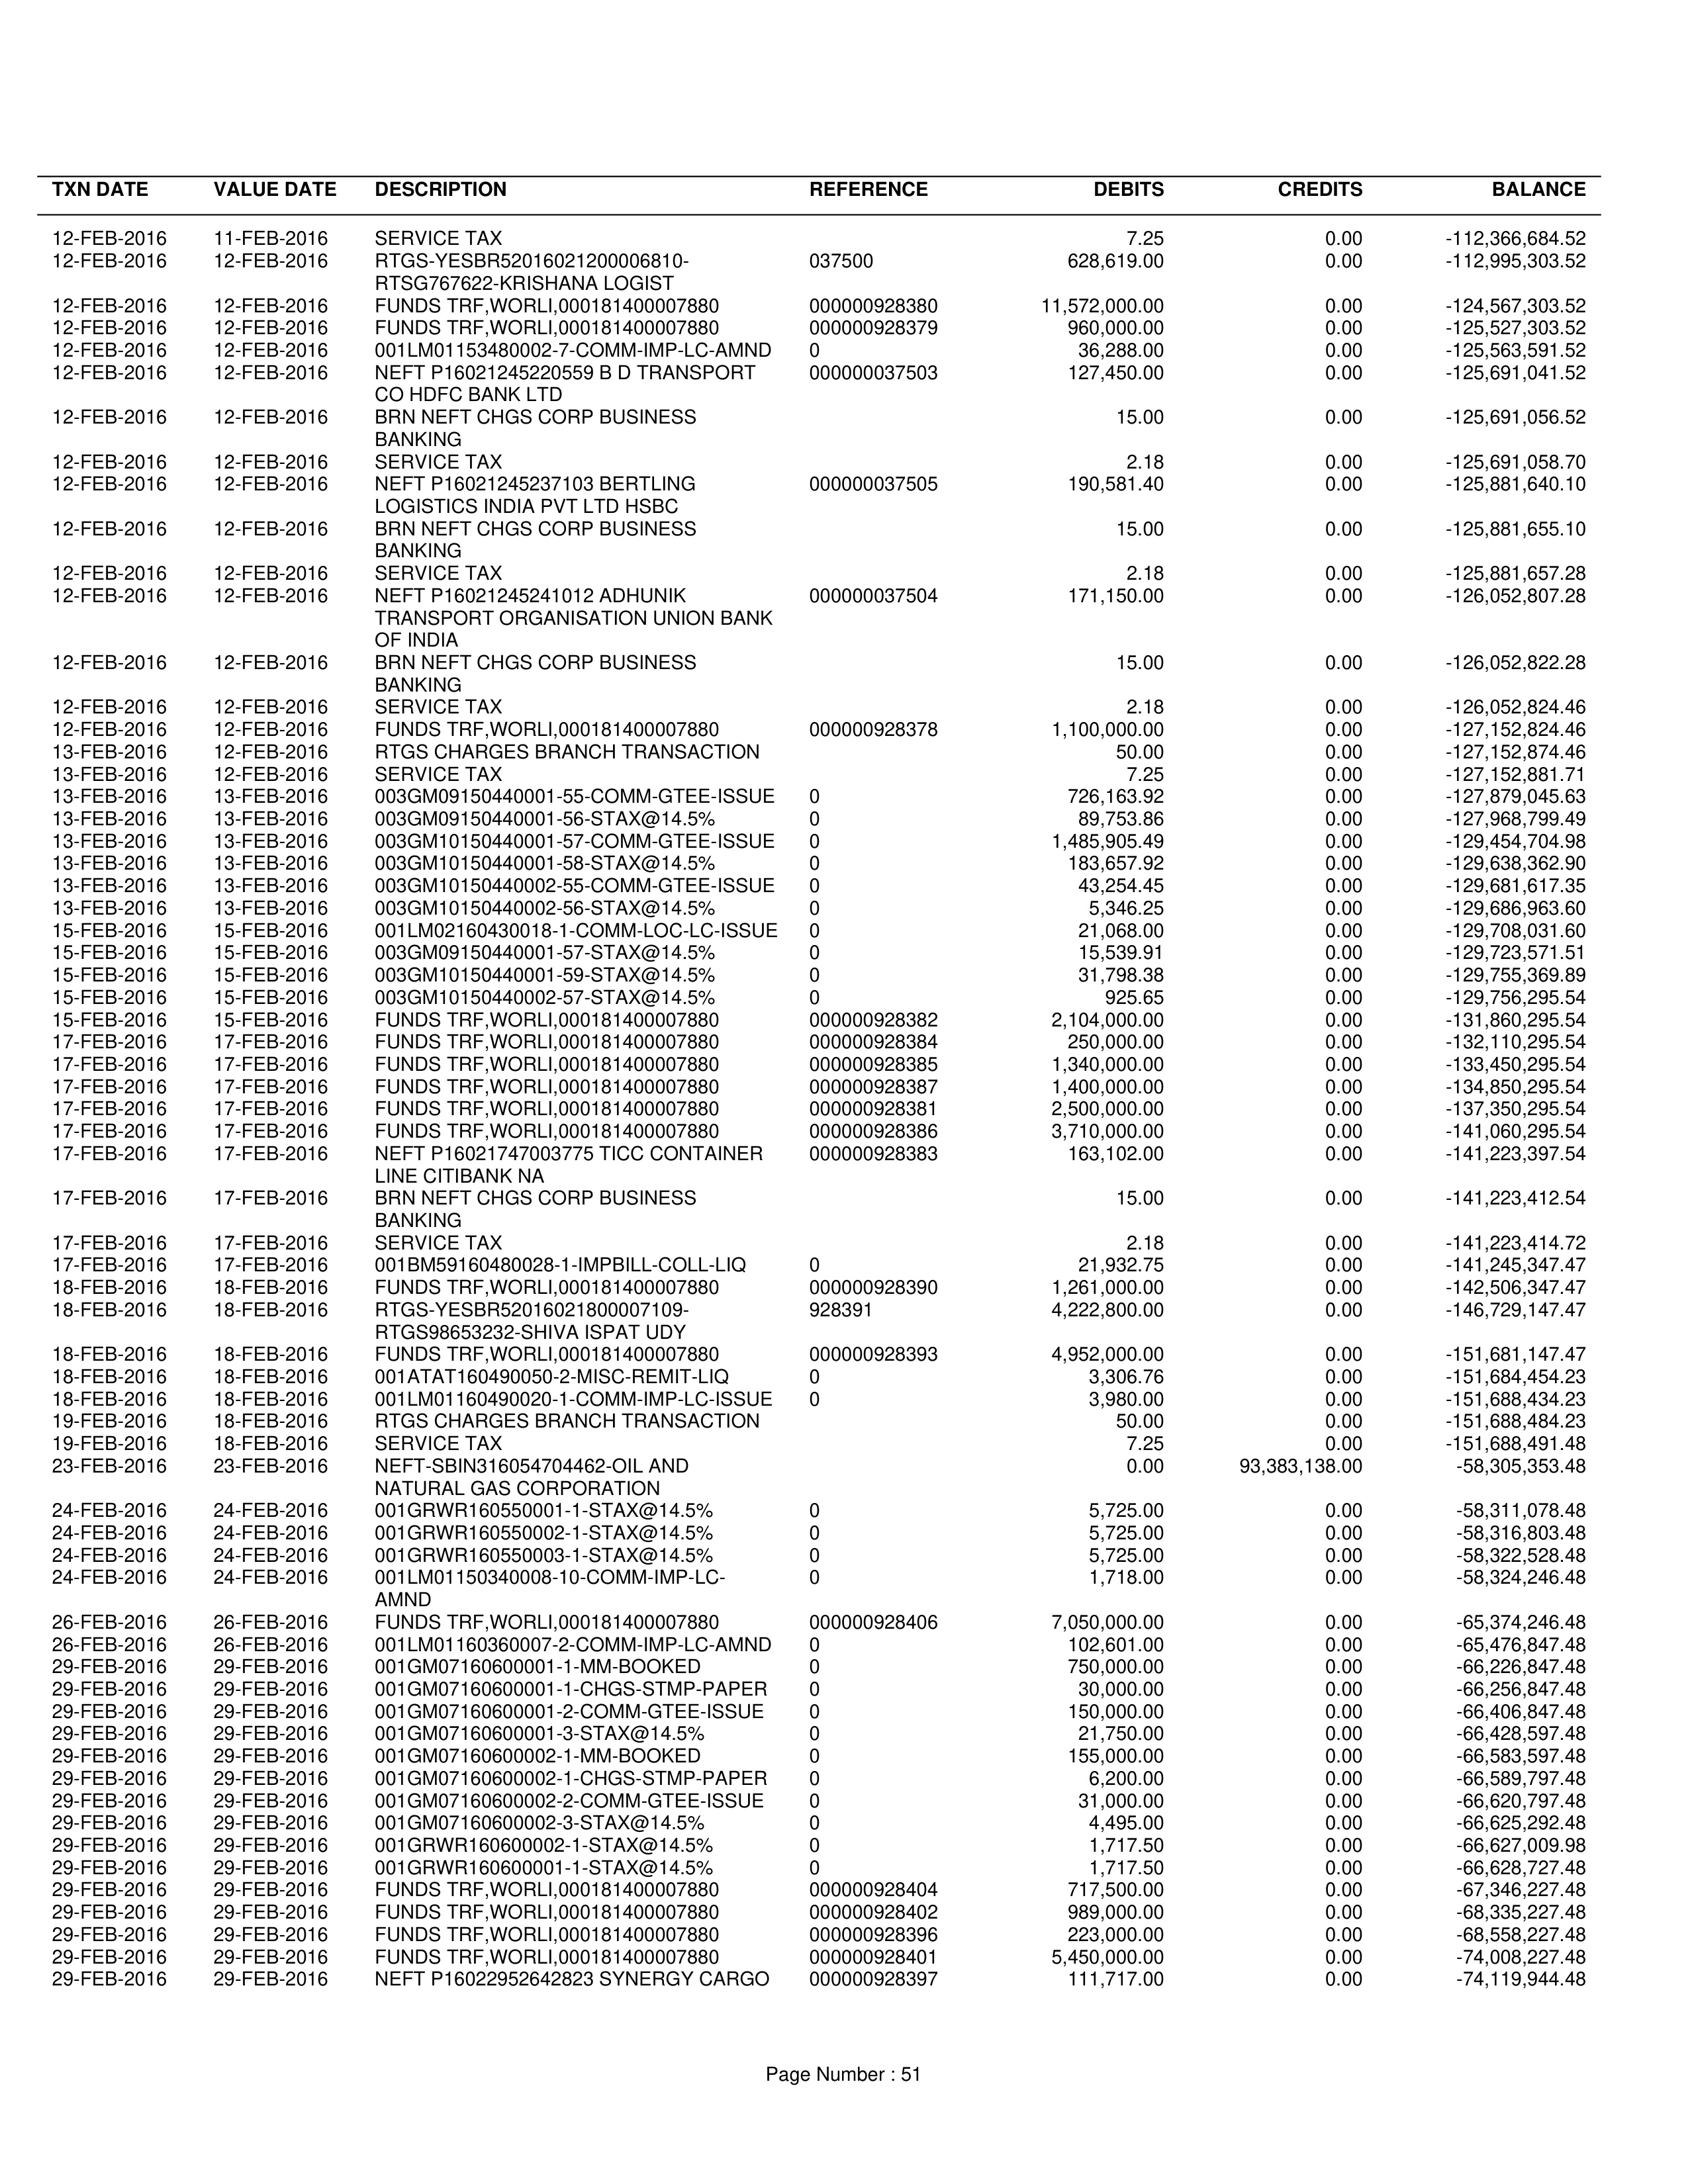 TXN DATE VALUE DATE DESCRIPTION REFERENCE DEBITS CREDITS BALANCE
12-FEB-2016 11-FEB-2016 SERVICE TAX 7.25 0.00 -112,366,684.52
12-FEB-2016 12-FEB-2016 RTGS-YESBR52016021200006810- 037500 628,619.00 0.00 -112,995,303.52
RTSG767622-KRISHANA LOGIST
12-FEB-2016 12-FEB-2016 FUNDS TRF,WORLI,000181400007880 000000928380 11,572,000.00 0.00 -124,567,303.52
12-FEB-2016 12-FEB-2016 FUNDS TRF,WORLI,000181400007880 000000928379 960,000.00 0.00 -125,527,303.52
12-FEB-2016 12-FEB-2016 001LM01153480002-7-COMM-IMP-LC-AMND 0 36,288.00 0.00 -125,563,591.52
12-FEB-2016 12-FEB-2016 NEFT P16021245220559 B D TRANSPORT 000000037503 127,450.00 0.00 -125,691,041.52
CO HDFC BANK LTD
12-FEB-2016 12-FEB-2016 BRN NEFT CHGS CORP BUSINESS 15.00 0.00 -125,691,056.52
BANKING
12-FEB-2016 12-FEB-2016 SERVICE TAX 2.18 0.00 -125,691,058.70
12-FEB-2016 12-FEB-2016 NEFT P16021245237103 BERTLING 000000037505 190,581.40 0.00 -125,881,640.10
LOGISTICS INDIA PVT LTD HSBC
12-FEB-2016 12-FEB-2016 BRN NEFT CHGS CORP BUSINESS 15.00 0.00 -125,881,655.10
BANKING
12-FEB-2016 12-FEB-2016 SERVICE TAX 2.18 0.00 -125,881,657.28
12-FEB-2016 12-FEB-2016 NEFT P16021245241012 ADHUNIK 000000037504 171,150.00 0.00 -126,052,807.28
TRANSPORT ORGANISATION UNION BANK
OF INDIA
12-FEB-2016 12-FEB-2016 BRN NEFT CHGS CORP BUSINESS 15.00 0.00 -126,052,822.28
BANKING
12-FEB-2016 12-FEB-2016 SERVICE TAX 2.18 0.00 -126,052,824.46
12-FEB-2016 12-FEB-2016 FUNDS TRF,WORLI,000181400007880 000000928378 1,100,000.00 0.00 -127,152,824.46
13-FEB-2016 12-FEB-2016 RTGS CHARGES BRANCH TRANSACTION 50.00 0.00 -127,152,874.46
13-FEB-2016 12-FEB-2016 SERVICE TAX 7.25 0.00 -127,152,881.71
13-FEB-2016 13-FEB-2016 003GM09150440001-55-COMM-GTEE-ISSUE 0 726,163.92 0.00 -127,879,045.63
13-FEB-2016 13-FEB-2016 003GM09150440001-56-STAX@14.5% 0 89,753.86 0.00 -127,968,799.49
13-FEB-2016 13-FEB-2016 003GM10150440001-57-COMM-GTEE-ISSUE 0 1,485,905.49 0.00 -129,454,704.98
13-FEB-2016 13-FEB-2016 003GM10150440001-58-STAX@14.5% 0 183,657.92 0.00 -129,638,362.90
13-FEB-2016 13-FEB-2016 003GM10150440002-55-COMM-GTEE-ISSUE 0 43,254.45 0.00 -129,681,617.35
13-FEB-2016 13-FEB-2016 003GM10150440002-56-STAX@14.5% 0 5,346.25 0.00 -129,686,963.60
15-FEB-2016 15-FEB-2016 001LM02160430018-1-COMM-LOC-LC-ISSUE 0 21,068.00 0.00 -129,708,031.60
15-FEB-2016 15-FEB-2016 003GM09150440001-57-STAX@14.5% 0 15,539.91 0.00 -129,723,571.51
15-FEB-2016 15-FEB-2016 003GM10150440001-59-STAX@14.5% 0 31,798.38 0.00 -129,755,369.89
15-FEB-2016 15-FEB-2016 003GM10150440002-57-STAX@14.5% 0 925.65 0.00 -129,756,295.54
15-FEB-2016 15-FEB-2016 FUNDS TRF,WORLI,000181400007880 000000928382 2,104,000.00 0.00 -131,860,295.54
17-FEB-2016 17-FEB-2016 FUNDS TRF,WORLI,000181400007880 000000928384 250,000.00 0.00 -132,110,295.54
17-FEB-2016 17-FEB-2016 FUNDS TRF,WORLI,000181400007880 000000928385 1,340,000.00 0.00 -133,450,295.54
17-FEB-2016 17-FEB-2016 FUNDS TRF,WORLI,000181400007880 000000928387 1,400,000.00 0.00 -134,850,295.54
17-FEB-2016 17-FEB-2016 FUNDS TRF,WORLI,000181400007880 000000928381 2,500,000.00 0.00 -137,350,295.54
17-FEB-2016 17-FEB-2016 FUNDS TRF,WORLI,000181400007880 000000928386 3,710,000.00 0.00 -141,060,295.54
17-FEB-2016 17-FEB-2016 NEFT P16021747003775 TICC CONTAINER 000000928383 163,102.00 0.00 -141,223,397.54
LINE CITIBANK NA
17-FEB-2016 17-FEB-2016 BRN NEFT CHGS CORP BUSINESS 15.00 0.00 -141,223,412.54
BANKING
17-FEB-2016 17-FEB-2016 SERVICE TAX 2.18 0.00 -141,223,414.72
17-FEB-2016 17-FEB-2016 001BM59160480028-1-IMPBILL-COLL-LIQ 0 21,932.75 0.00 -141,245,347.47
18-FEB-2016 18-FEB-2016 FUNDS TRF,WORLI,000181400007880 000000928390 1,261,000.00 0.00 -142,506,347.47
18-FEB-2016 18-FEB-2016 RTGS-YESBR52016021800007109- 928391 4,222,800.00 0.00 -146,729,147.47
RTGS98653232-SHIVA ISPAT UDY
18-FEB-2016 18-FEB-2016 FUNDS TRF,WORLI,000181400007880 000000928393 4,952,000.00 0.00 -151,681,147.47
18-FEB-2016 18-FEB-2016 001ATAT160490050-2-MISC-REMIT-LIQ 0 3,306.76 0.00 -151,684,454.23
18-FEB-2016 18-FEB-2016 001LM01160490020-1-COMM-IMP-LC-ISSUE 0 3,980.00 0.00 -151,688,434.23
19-FEB-2016 18-FEB-2016 RTGS CHARGES BRANCH TRANSACTION 50.00 0.00 -151,688,484.23
19-FEB-2016 18-FEB-2016 SERVICE TAX 7.25 0.00 -151,688,491.48
23-FEB-2016 23-FEB-2016 NEFT-SBIN316054704462-OIL AND 0.00 93,383,138.00 -58,305,353.48
NATURAL GAS CORPORATION
24-FEB-2016 24-FEB-2016 001GRWR160550001-1-STAX@14.5% 0 5,725.00 0.00 -58,311,078.48
24-FEB-2016 24-FEB-2016 001GRWR160550002-1-STAX@14.5% 0 5,725.00 0.00 -58,316,803.48
24-FEB-2016 24-FEB-2016 001GRWR160550003-1-STAX@14.5% 0 5,725.00 0.00 -58,322,528.48
24-FEB-2016 24-FEB-2016 001LM01150340008-10-COMM-IMP-LC- 0 1,718.00 0.00 -58,324,246.48
AMND
26-FEB-2016 26-FEB-2016 FUNDS TRF,WORLI,000181400007880 000000928406 7,050,000.00 0.00 -65,374,246.48
26-FEB-2016 26-FEB-2016 001LM01160360007-2-COMM-IMP-LC-AMND 0 102,601.00 0.00 -65,476,847.48
29-FEB-2016 29-FEB-2016 001GM07160600001-1-MM-BOOKED 0 750,000.00 0.00 -66,226,847.48
29-FEB-2016 29-FEB-2016 001GM07160600001-1-CHGS-STMP-PAPER 0 30,000.00 0.00 -66,256,847.48
29-FEB-2016 29-FEB-2016 001GM07160600001-2-COMM-GTEE-ISSUE 0 150,000.00 0.00 -66,406,847.48
29-FEB-2016 29-FEB-2016 001GM07160600001-3-STAX@14.5% 0 21,750.00 0.00 -66,428,597.48
29-FEB-2016 29-FEB-2016 001GM07160600002-1-MM-BOOKED 0 155,000.00 0.00 -66,583,597.48
29-FEB-2016 29-FEB-2016 001GM07160600002-1-CHGS-STMP-PAPER 0 6,200.00 0.00 -66,589,797.48
29-FEB-2016 29-FEB-2016 001GM07160600002-2-COMM-GTEE-ISSUE 0 31,000.00 0.00 -66,620,797.48
29-FEB-2016 29-FEB-2016 001GM07160600002-3-STAX@14.5% 0 4,495.00 0.00 -66,625,292.48
29-FEB-2016 29-FEB-2016 001GRWR160600002-1-STAX@14.5% 0 1,717.50 0.00 -66,627,009.98
29-FEB-2016 29-FEB-2016 001GRWR160600001-1-STAX@14.5% 0 1,717.50 0.00 -66,628,727.48
29-FEB-2016 29-FEB-2016 FUNDS TRF,WORLI,000181400007880 000000928404 717,500.00 0.00 -67,346,227.48
29-FEB-2016 29-FEB-2016 FUNDS TRF,WORLI,000181400007880 000000928402 989,000.00 0.00 -68,335,227.48
29-FEB-2016 29-FEB-2016 FUNDS TRF,WORLI,000181400007880 000000928396 223,000.00 0.00 -68,558,227.48
29-FEB-2016 29-FEB-2016 FUNDS TRF,WORLI,000181400007880 000000928401 5,450,000.00 0.00 -74,008,227.48
29-FEB-2016 29-FEB-2016 NEFT P16022952642823 SYNERGY CARGO 000000928397 111,717.00 0.00 -74,119,944.48
Page Number : 51